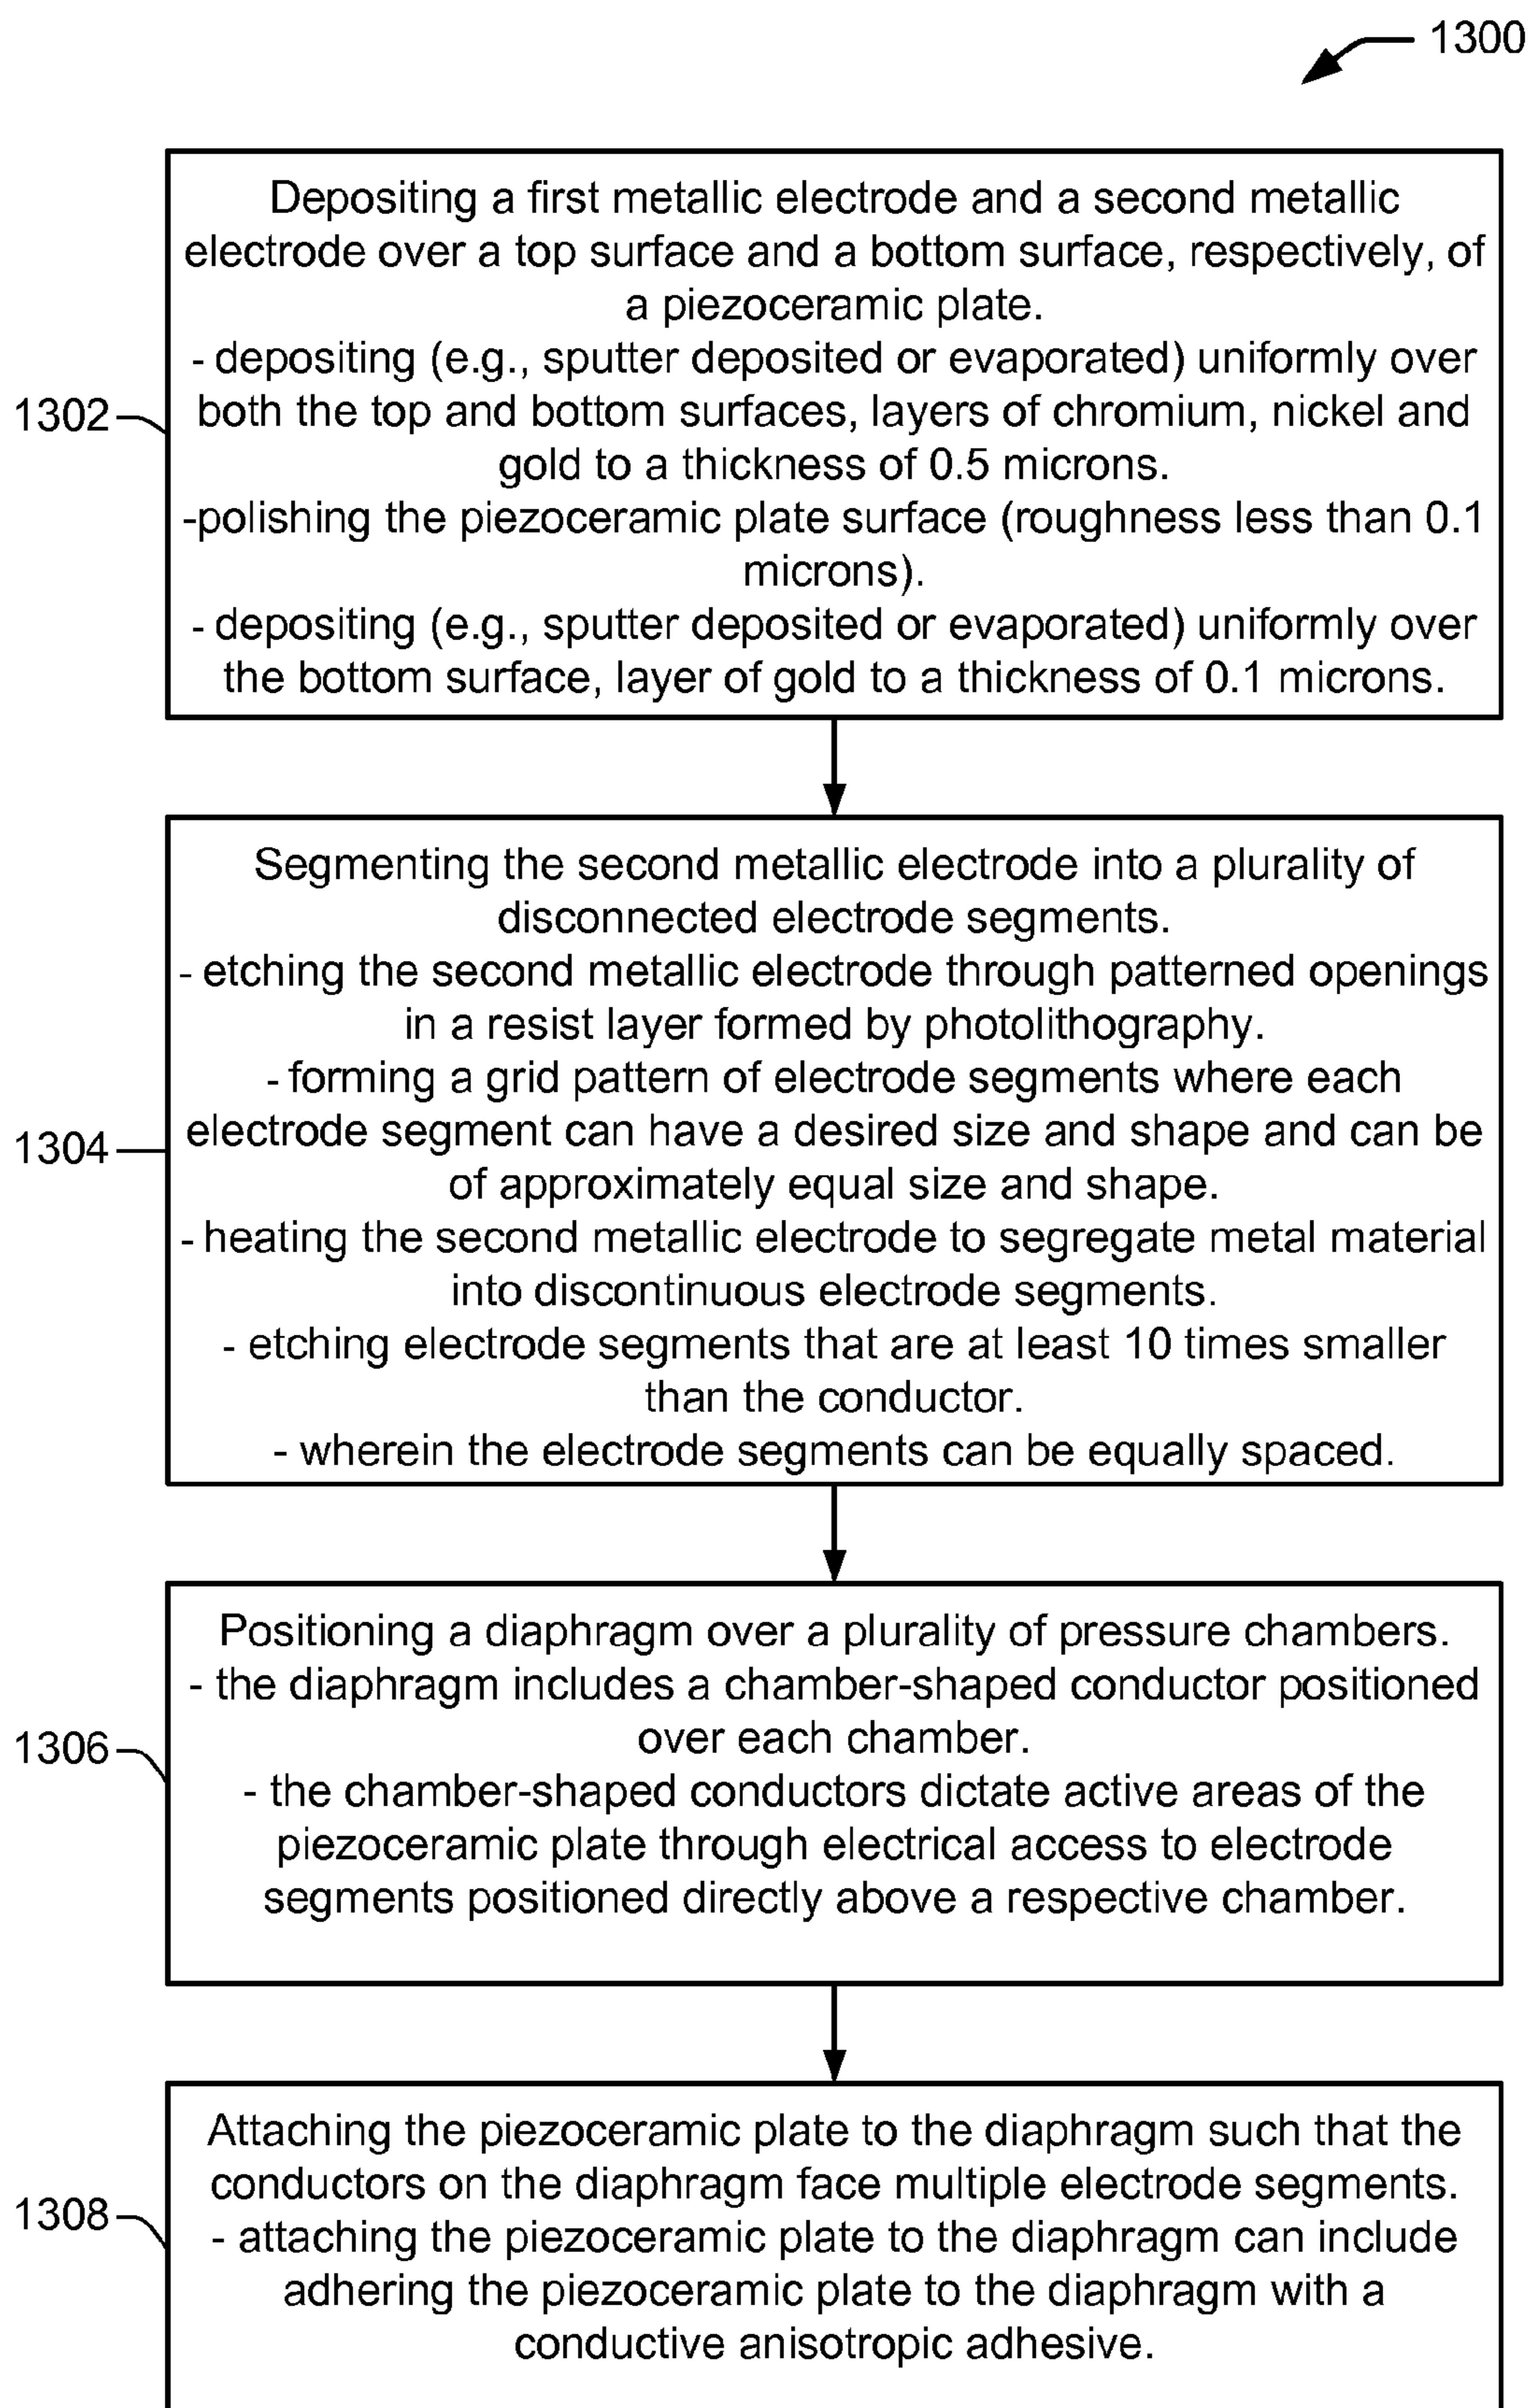 1300
Depositing a first metallic electrode and a second metallic
electrode over a top surface and a bottom surface, respectively, of
a piezoceramic plate.
- depositing (e.g., sputter deposited or evaporated) uniformly over
both the top and bottom surfaces, layers of chromium, nickel and
gold to a thickness of 0.5 microns.
-polishing the piezoceramic plate surface (roughness less than 0.1
microns).
- depositing (e.g., sputter deposited or evaporated) uniformly over
the bottom surface, layer of gold to a thickness of 0.1 microns.
1302
Segmenting the second metallic electrode into a plurality of
disconnected electrode segments.
- etching the second metallic electrode through patterned openings
in a resist layer formed by photolithography.
- forming a grid pattern of electrode segments where each
electrode segment can have a desired size and shape and can be
of approximately equal size and shape.
- heating the second metallic electrode to segregate metal material
into discontinuous electrode segments.
- etching electrode segments that are at least 10 times smaller
than the conductor.
- wherein the electrode segments can be equally spaced.
1304
Positioning a diaphragm over a plurality of pressure chambers.
- the diaphragm includes a chamber-shaped conductor positioned
over each chamber.
- the chamber-shaped conductors dictate active areas of the
piezoceramic plate through electrical access to electrode
segments positioned directly above a respective chamber.
1306
Attaching the piezoceramic plate to the diaphragm such that the
conductors on the diaphragm face multiple electrode segments.
- attaching the piezoceramic plate to the diaphragm can include
adhering the piezoceramic plate to the diaphragm with a
conductive anisotropic adhesive.
1308